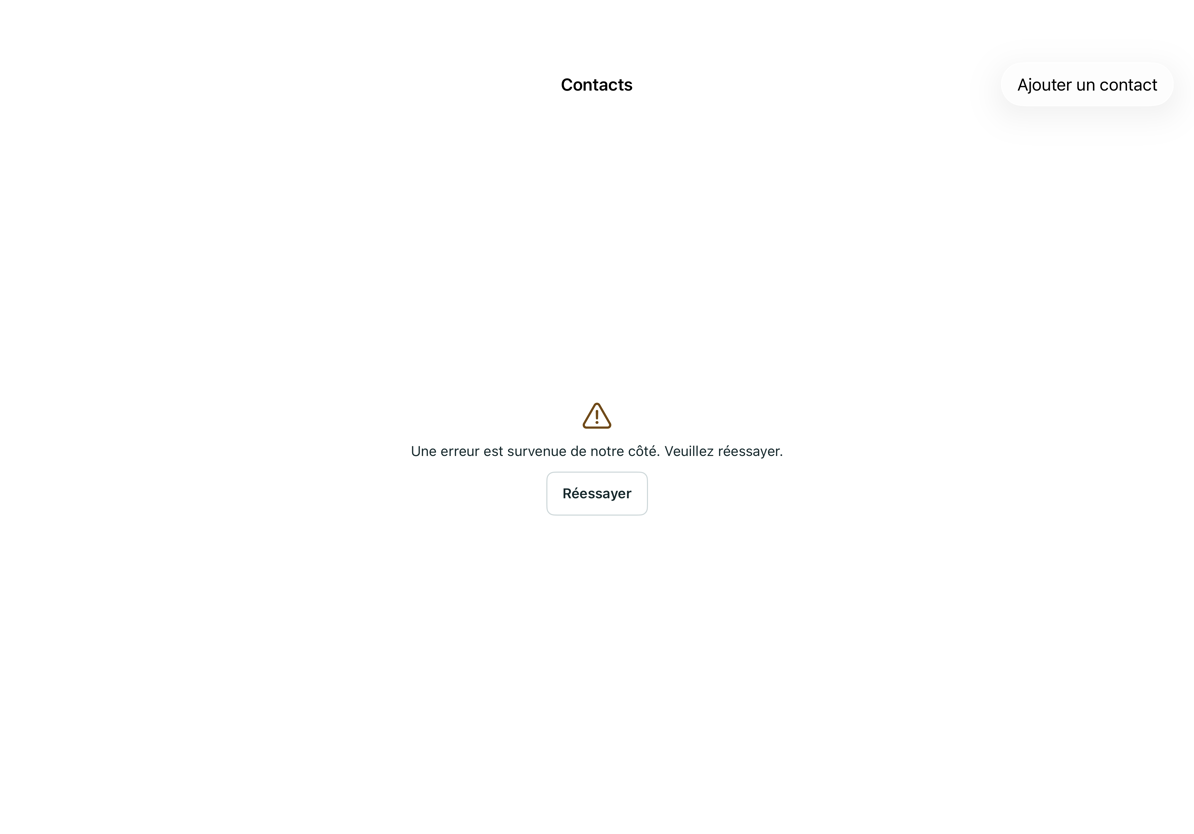 Contacts
Ajouter un contact
Une erreur est survenue de notre côté. Veuillez réessayer.
Réessayer